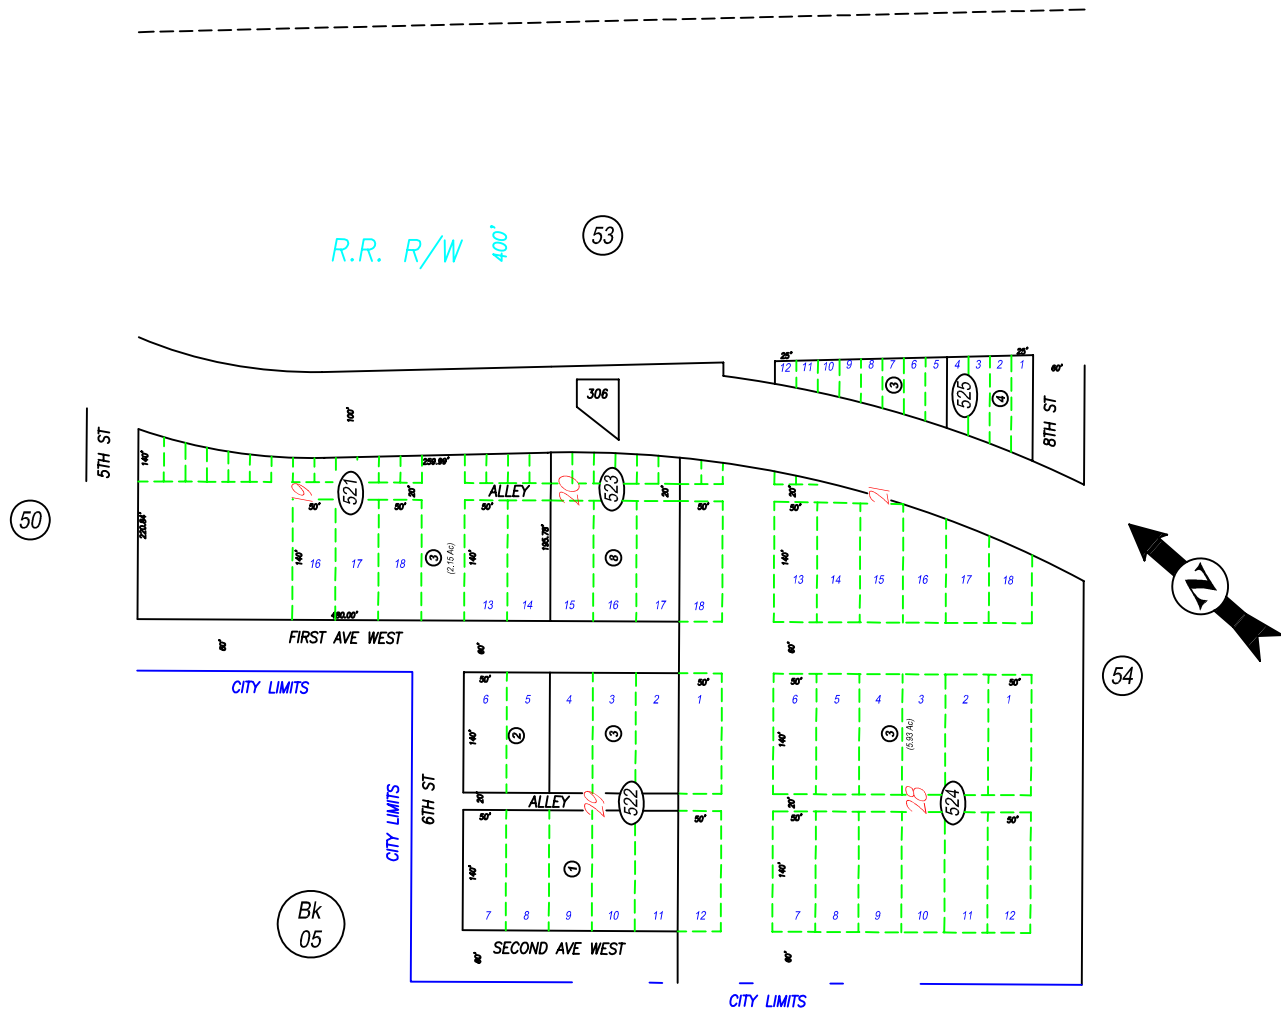 R.R. R/W 400'
53
306
25'
25'
12 11 10 9 8 7 6 5 4 3 2 1
3
525
4
60'
8TH ST
5TH ST
100'
140'
259.99'
19
521
20'
ALLEY
20
523
20'
20'
21
50
220.84'
50'
50'
50'
195.78'
50'
50'
140'
16 17 18
3
(2.15 Ac)
140'
8
140'
13 14 15 16 17 18
13 14 15 16 17 18
480.00'
FIRST AVE WEST
60'
60'
60'
N
CITY LIMITS
54
50'
50'
50'
50'
6 5 4 3 2 1
6 5 4 3 2 1
140'
2
3
140'
3
(5.93 Ac)
CITY LIMITS
6TH ST
20'
ALLEY
29
522
20'
28
524
50'
50'
50'
50'
140'
1
140'
7 8 9 10 11 12
7 8 9 10 11 12
Bk
05
SECOND AVE WEST
60'
60'
CITY LIMITS